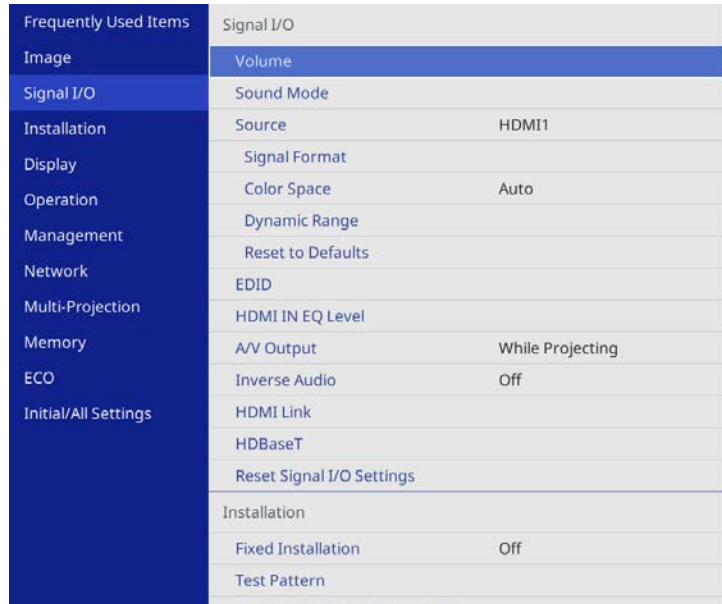 Frequently Used Items
Image
Signal I/O
Installation
Display
Operation
Management
Network
Multi-Projection
Memory
ECO
Initial/All Settings
Signal I/O
Volume
Sound Mode
Source HDMI1
Signal Format
Color Space Auto
Dynamic Range
Reset to Defaults
EDID
HDMI IN EQ Level
A/V Output While Projecting
Inverse Audio Off
HDMI Link
HDBaseT
Reset Signal I/O Settings
Installation
Fixed Installation Off
Test Pattern